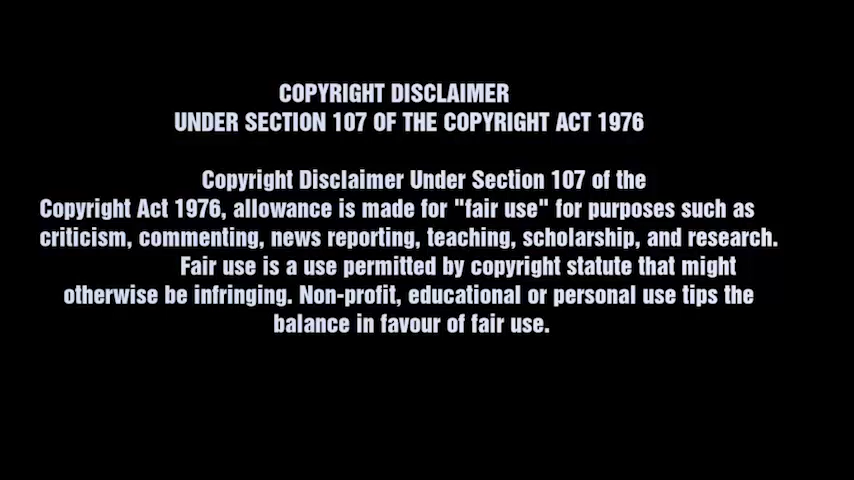 COPYRIGHT DISCLAIMER
UNDER SECTION 107 OF THE COPYRIGHT ACT 1976
Copyright Disclaimer Under Section 107 of the
Copyright Act 1976, allowance is made for "fair use" for purposes such as
criticism, commenting, news reporting, teaching, scholarship, and research.
Fair use is a use permitted by copyright statute that might
otherwise be infringing. Non-profit, educational or personal use tips the
balance in favour of fair use.